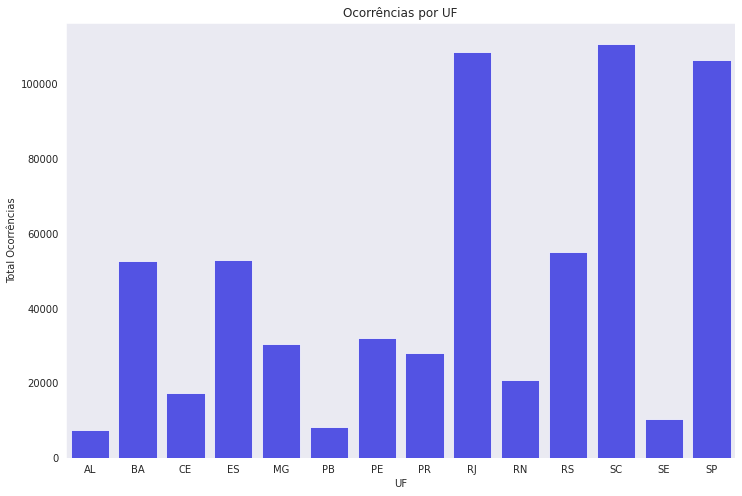 Ocorrências por UF
Total Ocorrências
100000
80000
60000
40000
20000
0
AL BA CE ES MG PB PE PR RJ RN RS SC SE SP
UF